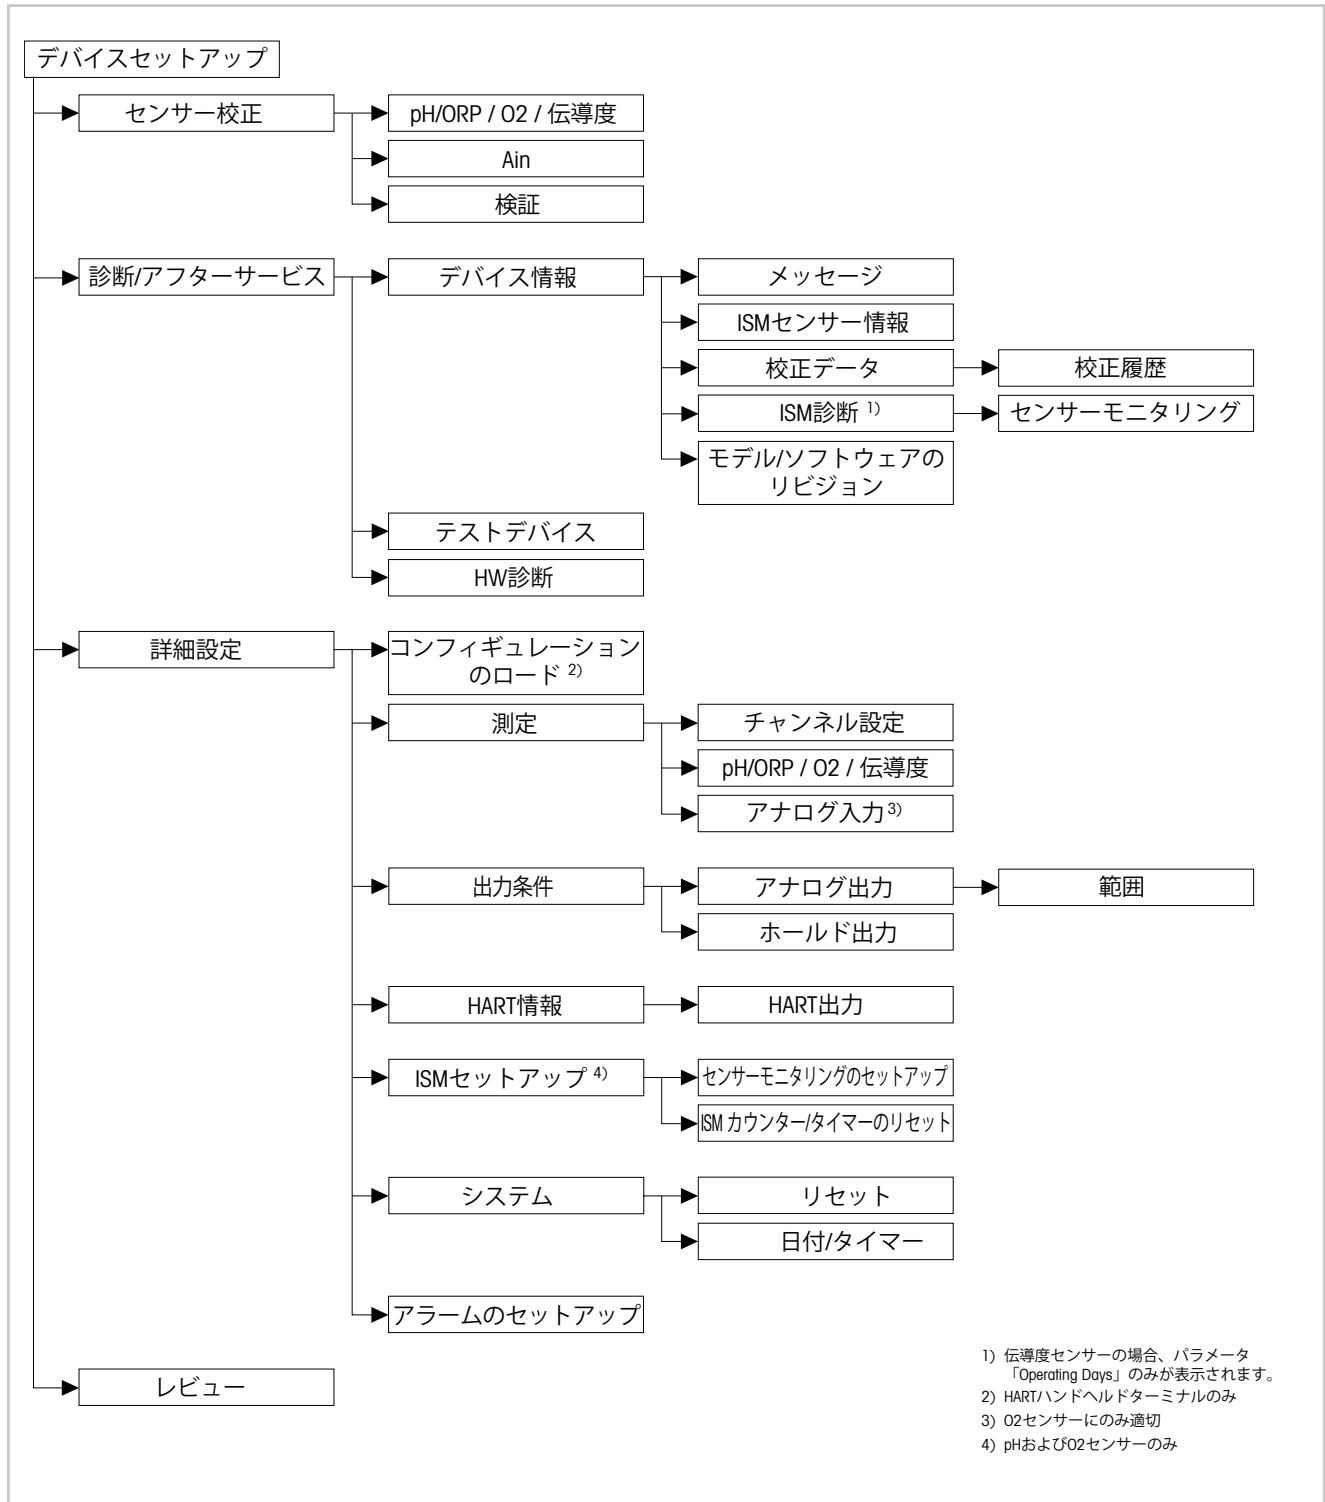 デバイスセットアップ
センサー校正
pH/ORP / O2 / 伝導度
Ain
検証
診断/アフターサービス
デバイス情報
メッセージ
ISMセンサー情報
校正データ
校正履歴
ISM診断 1)
センサーモニタリング
モデル/ソフトウェアの
リビジョン
テストデバイス
HW診断
詳細設定
コンフィギュレーション
のロード 2)
測定
チャンネル設定
pH/ORP / O2 / 伝導度
アナログ入力 3)
出力条件
アナログ出力
範囲
ホールド出力
HART情報
HART出力
ISMセットアップ 4)
センサーモニタリングのセットアップ
ISM カウンター/タイマーのリセット
システム
リセット
日付/タイマー
アラームのセットアップ
レビュー
1) 伝導度センサーの場合、パラメータ
「Operating Days」のみが表示されます。
2) HARTハンドヘルドターミナルのみ
3) O2センサーにのみ適切
4) pHおよびO2センサーのみ